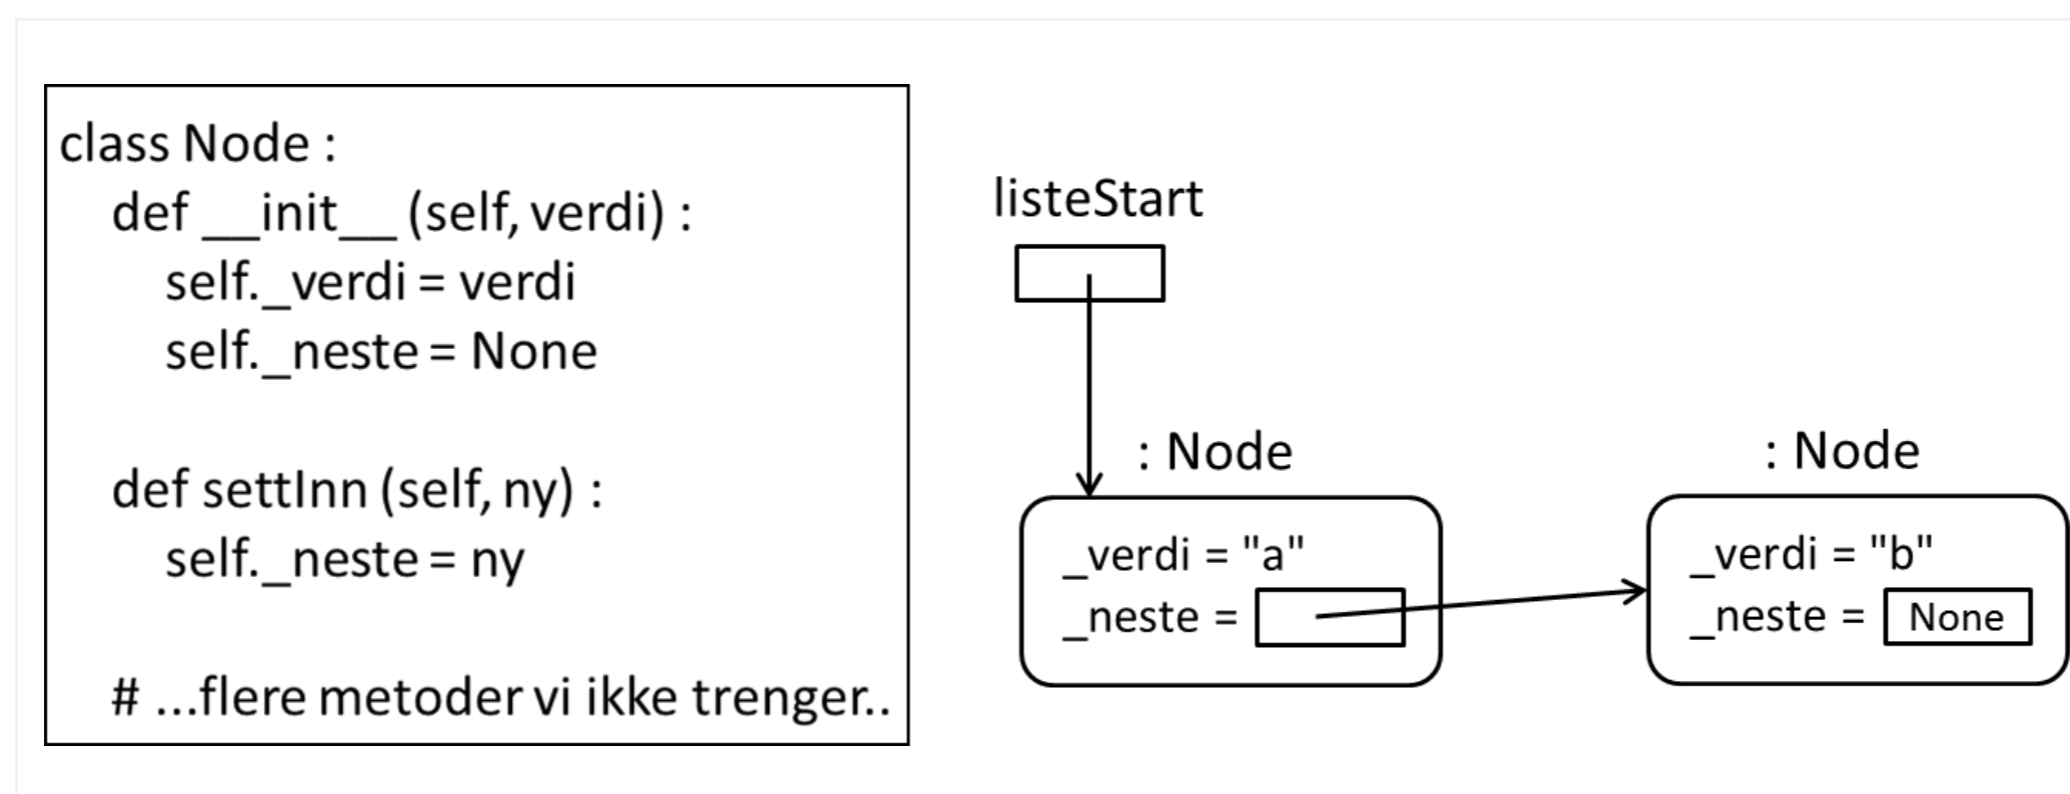 class Node :
def __init__ (self, verdi) :
self._verdi = verdi
self._neste = None
def settInn (self, ny) :
self._neste = ny
# ...flere metoder vi ikke trenger..
listeStart
: Node
_verdi = "a"
_neste =
: Node
_verdi = "b"
_neste = None